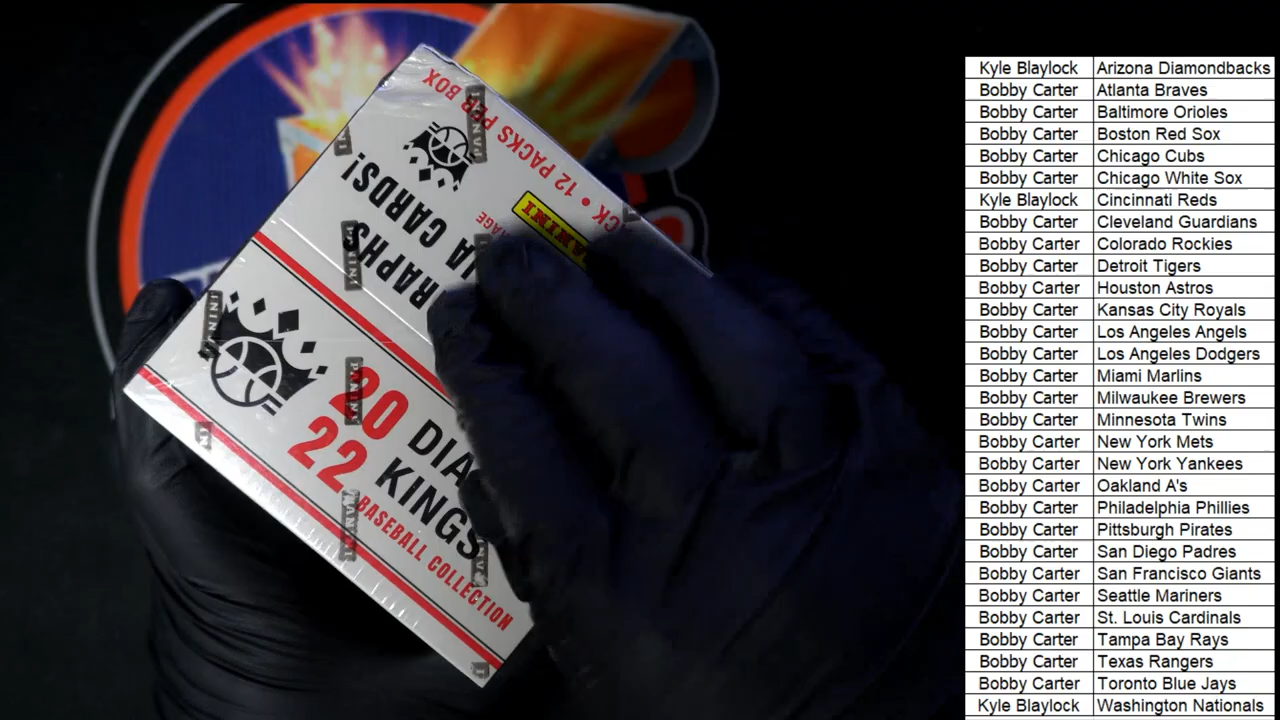 12 PACKS PER BOX
PANINI
CARDS!
2022 DIA
KINGS
BASEBALL COLLECTION
Kyle Blaylock Arizona Diamondbacks
Bobby Carter Atlanta Braves
Bobby Carter Baltimore Orioles
Bobby Carter Boston Red Sox
Bobby Carter Chicago Cubs
Bobby Carter Chicago White Sox
Kyle Blaylock Cincinnati Reds
Bobby Carter Cleveland Guardians
Bobby Carter Colorado Rockies
Bobby Carter Detroit Tigers
Bobby Carter Houston Astros
Bobby Carter Kansas City Royals
Bobby Carter Los Angeles Angels
Bobby Carter Los Angeles Dodgers
Bobby Carter Miami Marlins
Bobby Carter Milwaukee Brewers
Bobby Carter Minnesota Twins
Bobby Carter New York Mets
Bobby Carter New York Yankees
Bobby Carter Oakland A's
Bobby Carter Philadelphia Phillies
Bobby Carter Pittsburgh Pirates
Bobby Carter San Diego Padres
Bobby Carter San Francisco Giants
Bobby Carter Seattle Mariners
Bobby Carter St. Louis Cardinals
Bobby Carter Tampa Bay Rays
Bobby Carter Texas Rangers
Bobby Carter Toronto Blue Jays
Kyle Blaylock Washington Nationals